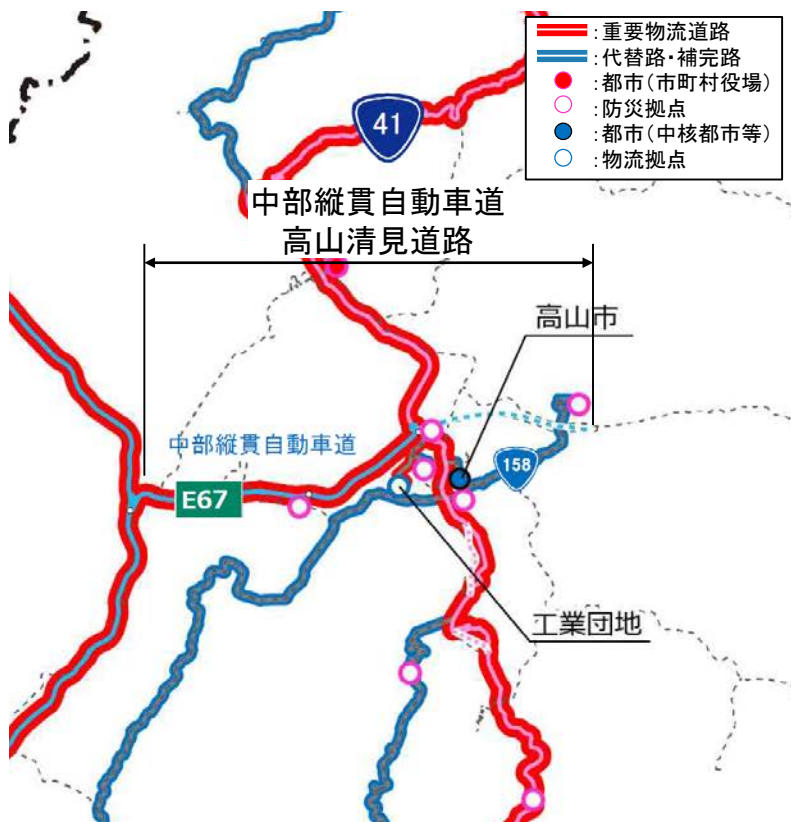 :重要物流道路
:代替路・補完路
:都市(市町村役場)
:防災拠点
:都市(中核都市等)
:物流拠点
41
中部縦貫自動車道
高山清見道路
高山市
中部縦貫自動車道
158
E67
工業団地